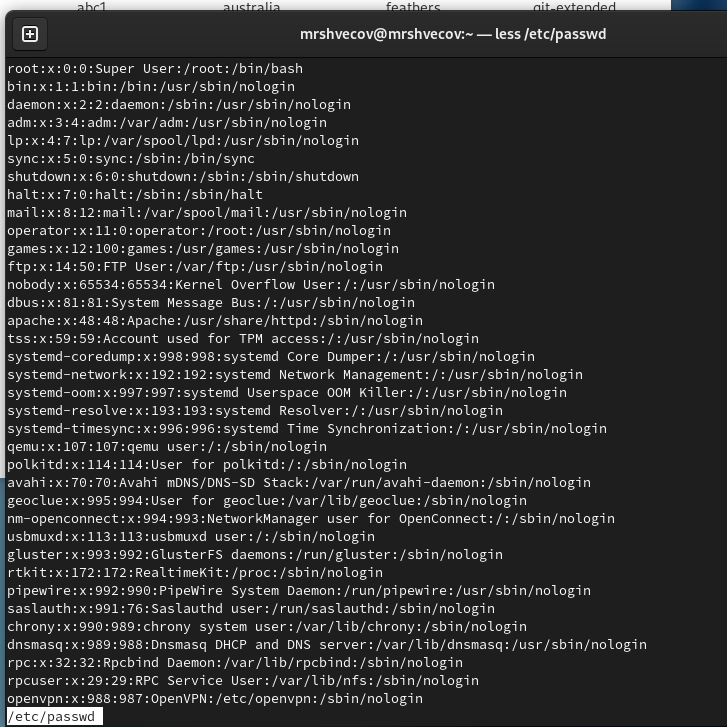 abc1 australia feathers git-extended
mrshvecov@mrshvecov:~ — less /etc/passwd
root:x:0:0:Super User:/root:/bin/bash
bin:x:1:1:bin:/bin:/usr/sbin/nologin
daemon:x:2:2:daemon:/sbin:/usr/sbin/nologin
adm:x:3:4:adm:/var/adm:/usr/sbin/nologin
lp:x:4:7:lp:/var/spool/lpd:/usr/sbin/nologin
sync:x:5:0:sync:/sbin:/bin/sync
shutdown:x:6:0:shutdown:/sbin:/sbin/shutdown
halt:x:7:0:halt:/sbin:/sbin/halt
mail:x:8:12:mail:/var/spool/mail:/usr/sbin/nologin
operator:x:11:0:operator:/root:/usr/sbin/nologin
games:x:12:100:games:/usr/games:/usr/sbin/nologin
ftp:x:14:50:FTP User:/var/ftp:/usr/sbin/nologin
nobody:x:65534:65534:Kernel Overflow User:/:/usr/sbin/nologin
dbus:x:81:81:System Message Bus:/:/usr/sbin/nologin
apache:x:48:48:Apache:/usr/share/httpd:/sbin/nologin
tss:x:59:59:Account used for TPM access:/:/usr/sbin/nologin
systemd-coredump:x:998:998:systemd Core Dumper:/:/usr/sbin/nologin
systemd-network:x:192:192:systemd Network Management:/:/usr/sbin/nologin
systemd-oom:x:997:997:systemd Userspace OOM Killer:/:/usr/sbin/nologin
systemd-resolve:x:193:193:systemd Resolver:/:/usr/sbin/nologin
systemd-timesync:x:996:996:systemd Time Synchronization:/:/usr/sbin/nologin
qemu:x:107:107:qemu user:/:/sbin/nologin
polkitd:x:114:114:User for polkitd:/:/sbin/nologin
avahi:x:70:70:Avahi mDNS/DNS-SD Stack:/var/run/avahi-daemon:/sbin/nologin
geoclue:x:995:994:User for geoclue:/var/lib/geoclue:/sbin/nologin
nm-openconnect:x:994:993:NetworkManager user for OpenConnect:/:/sbin/nologin
usbmuxd:x:113:113:usbmuxd user:/:/sbin/nologin
gluster:x:993:992:GlusterFS daemons:/run/gluster:/sbin/nologin
rtkit:x:172:172:RealtimeKit:/proc:/sbin/nologin
pipewire:x:992:990:PipeWire System Daemon:/run/pipewire:/usr/sbin/nologin
saslauth:x:991:76:Saslauthd user:/run/saslauthd:/sbin/nologin
chrony:x:990:989:chrony system user:/var/lib/chrony:/sbin/nologin
dnsmasq:x:989:988:Dnsmasq DHCP and DNS server:/var/lib/dnsmasq:/usr/sbin/nologin
rpc:x:32:32:Rpcbind Daemon:/var/lib/rpcbind:/sbin/nologin
rpcuser:x:29:29:RPC Service User:/var/lib/nfs:/sbin/nologin
openvpn:x:988:987:OpenVPN:/etc/openvpn:/sbin/nologin
/etc/passwd